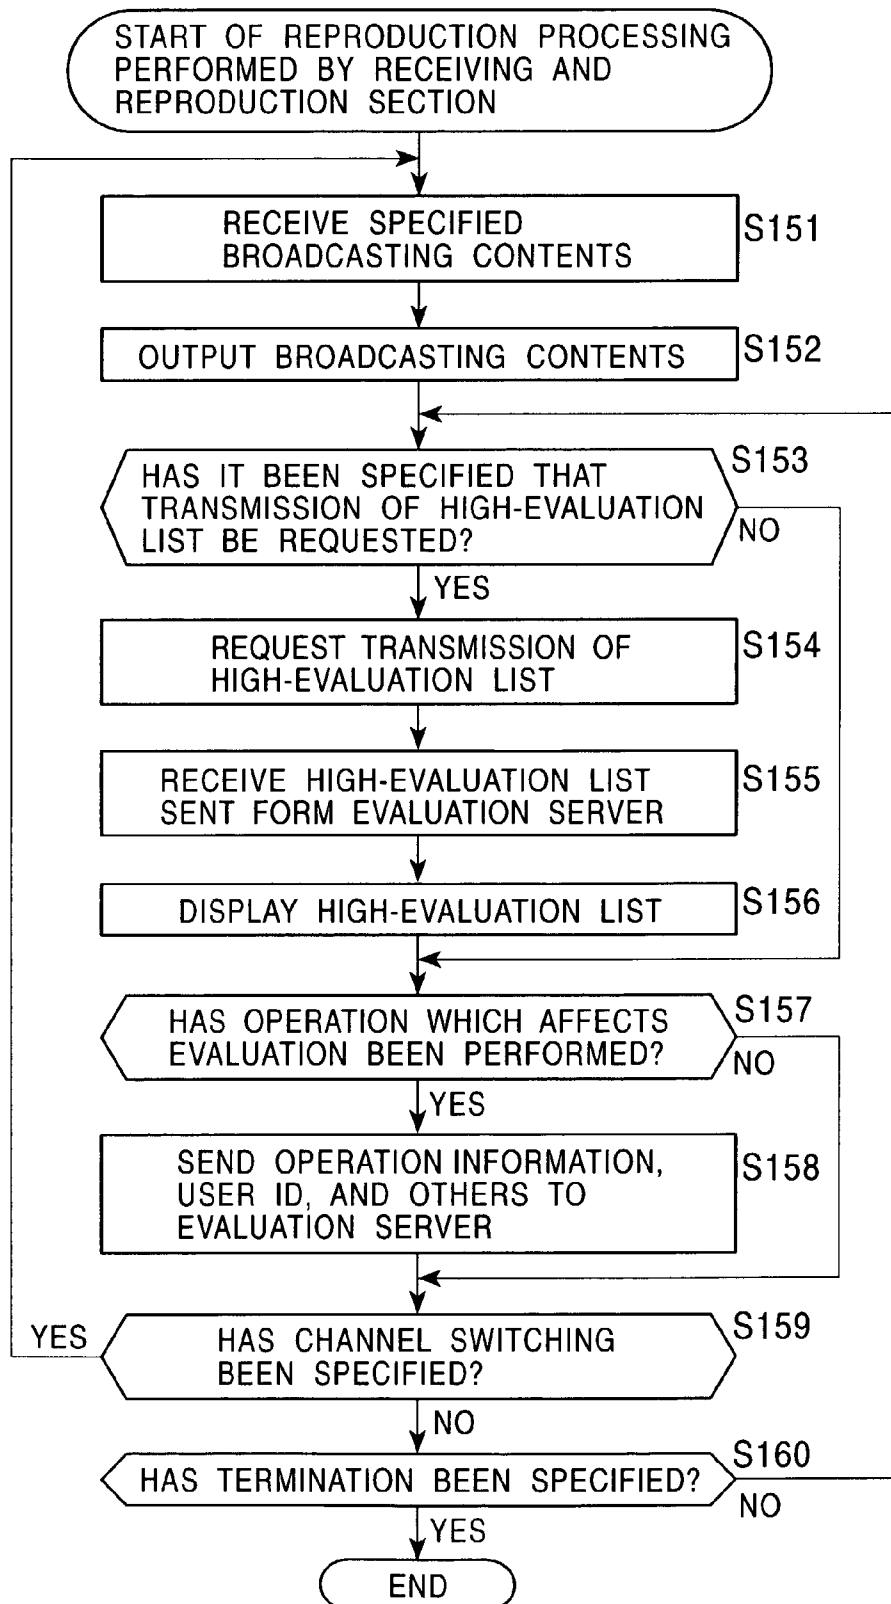 START OF REPRODUCTION PROCESSING
PERFORMED BY RECEIVING AND
REPRODUCTION SECTION
RECEIVE SPECIFIED
BROADCASTING CONTENTS
S151
OUTPUT BROADCASTING CONTENTS
S152
HAS IT BEEN SPECIFIED THAT
TRANSMISSION OF HIGH-EVALUATION
LIST BE REQUESTED?
S153
NO
YES
REQUEST TRANSMISSION OF
HIGH-EVALUATION LIST
S154
RECEIVE HIGH-EVALUATION LIST
SENT FORM EVALUATION SERVER
S155
DISPLAY HIGH-EVALUATION LIST
S156
HAS OPERATION WHICH AFFECTS
EVALUATION BEEN PERFORMED?
S157
NO
YES
SEND OPERATION INFORMATION,
USER ID, AND OTHERS TO
EVALUATION SERVER
S158
YES
HAS CHANNEL SWITCHING
BEEN SPECIFIED?
S159
NO
HAS TERMINATION BEEN SPECIFIED?
S160
NO
YES
END